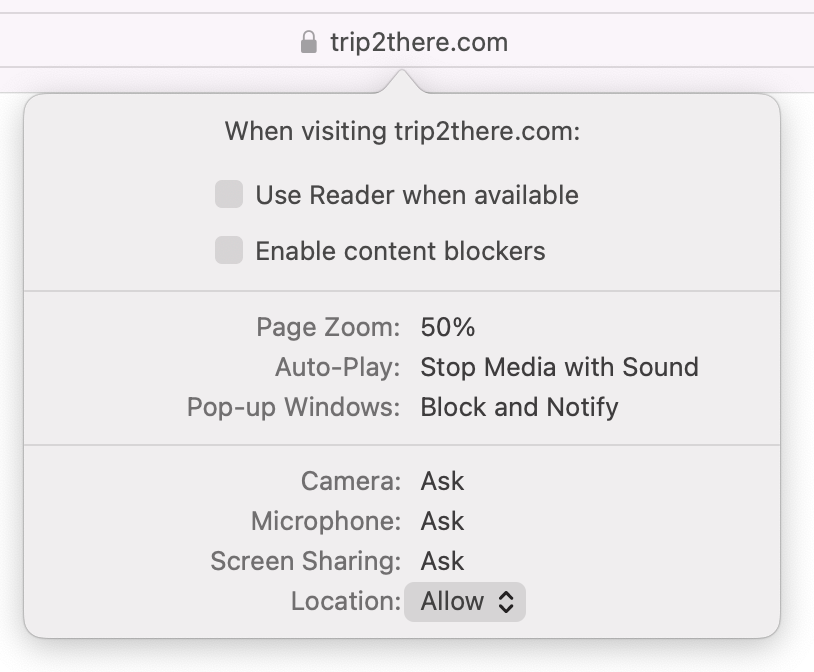 trip2there.com
When visiting trip2there.com:
Use Reader when available
Enable content blockers
Page Zoom: 50%
Auto-Play: Stop Media with Sound
Pop-up Windows: Block and Notify
Camera: Ask
Microphone: Ask
Screen Sharing: Ask
Location: Allow